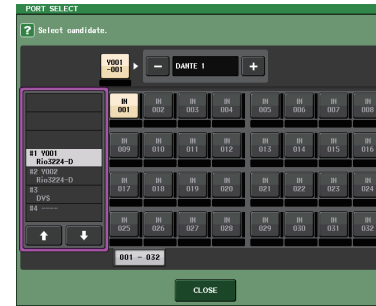 PORT SELECT
? Select candidate.
Y001
-001
− DANTE 1 +
IN 001 IN 002 IN 003 IN 004 IN 005 IN 006 IN 007 IN 008
IN 009 IN 010 IN 011 IN 012 IN 013 IN 014 IN 015 IN 016
#1 Y001
Rio3224-D
#2 Y002
Rio3224-D
#3
DVS
#4 ----
IN 017 IN 018 IN 019 IN 020 IN 021 IN 022 IN 023 IN 024
IN 025 IN 026 IN 027 IN 028 IN 029 IN 030 IN 031 IN 032
001 - 032
CLOSE